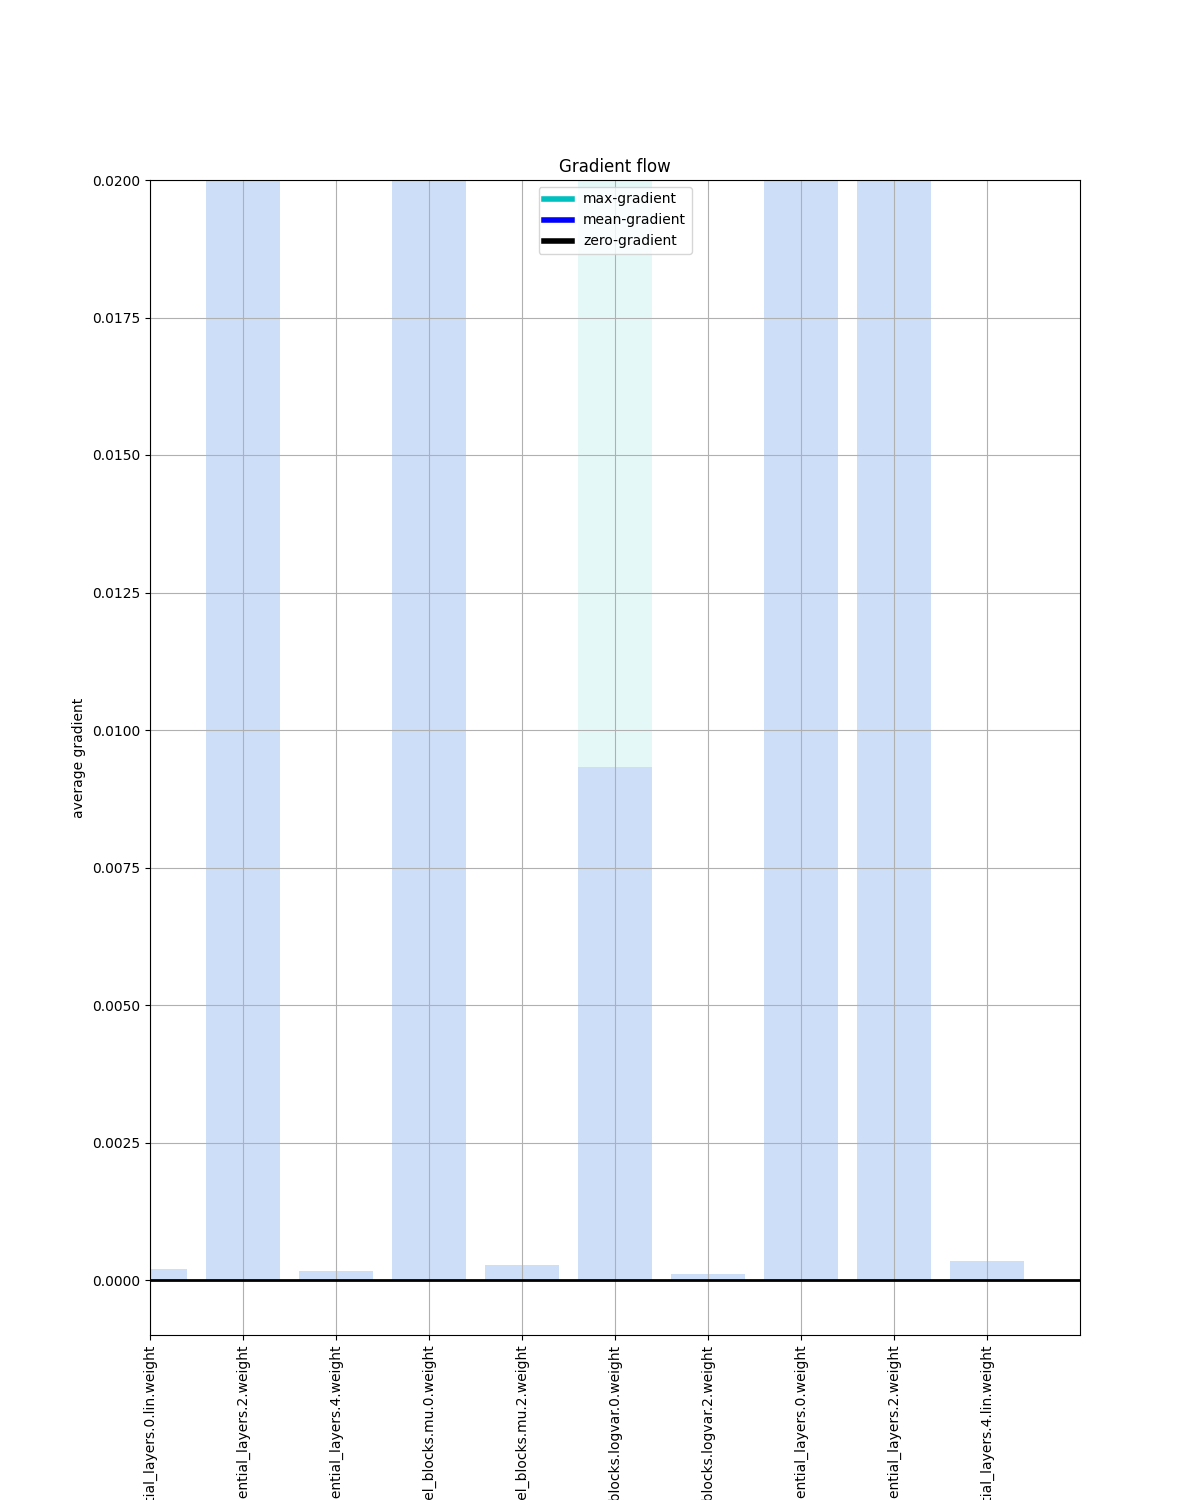 Gradient flow
max-gradient
mean-gradient
zero-gradient
0.0200
0.0175
0.0150
0.0125
0.0100
0.0075
0.0050
0.0025
0.0000
average gradient
tial_layers.0.lin.weight
ential_layers.2.weight
ential_layers.4.weight
el_blocks.mu.0.weight
el_blocks.mu.2.weight
blocks.logvar.0.weight
blocks.logvar.2.weight
ential_layers.0.weight
ential_layers.2.weight
tial_layers.4.lin.weight